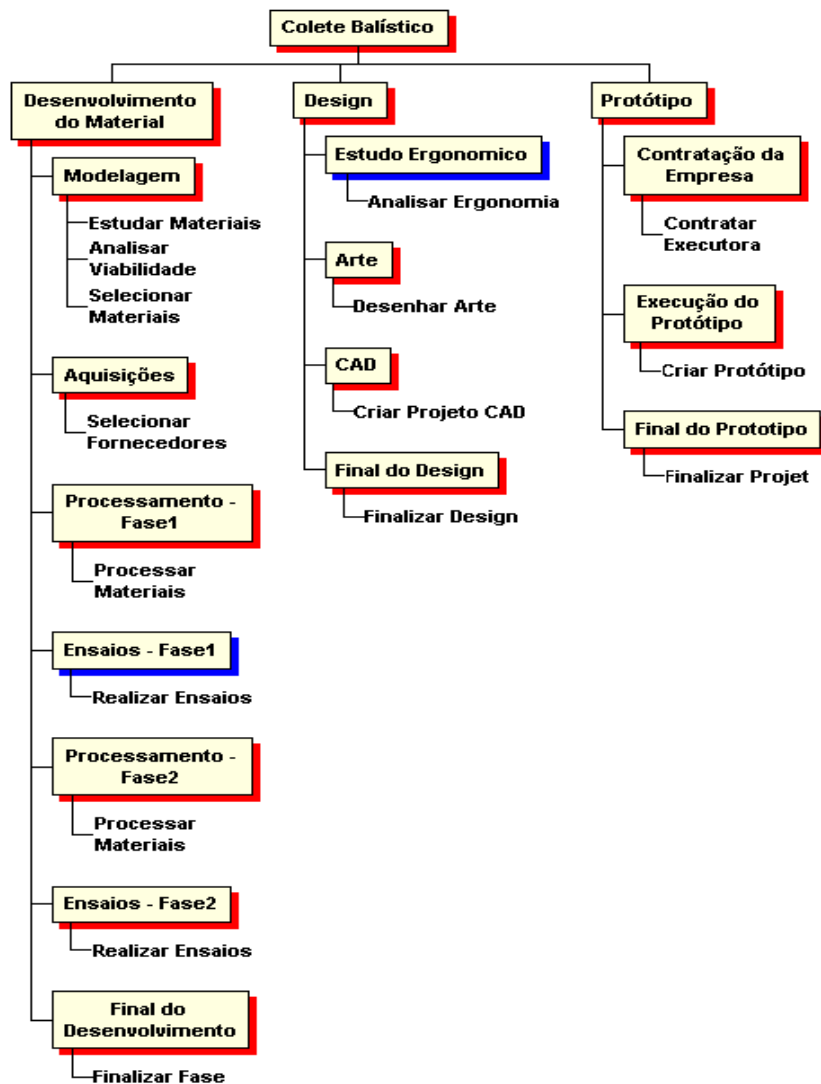 Colete Balístico
Desenvolvimento
do Material
Modelagem
Estudar Materiais
Analisar
Viabilidade
Selecionar
Materiais
Aquisições
Selecionar
Fornecedores
Processamento -
Fase1
Processar
Materiais
Ensaios - Fase1
Realizar Ensaios
Processamento -
Fase2
Processar
Materiais
Ensaios - Fase2
Realizar Ensaios
Final do
Desenvolvimento
Finalizar Fase
Design
Estudo Ergonomico
Analisar Ergonomia
Arte
Desenhar Arte
CAD
Criar Projeto CAD
Final do Design
Finalizar Design
Protótipo
Contratação da
Empresa
Contratar
Executora
Execução do
Protótipo
Criar Protótipo
Final do Prototipo
Finalizar Projet